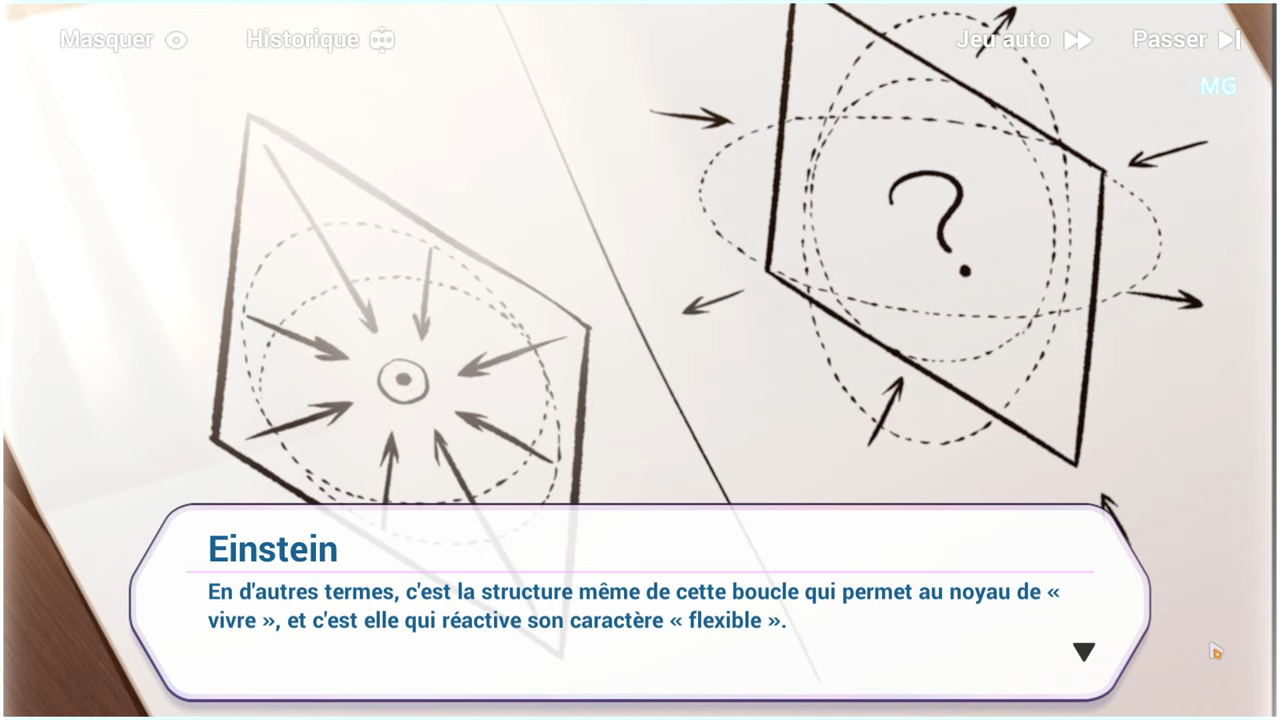 Masquer
Historique
Jeu auto
Passer
MG
?
Einstein
En d'autres termes, c'est la structure même de cette boucle qui permet au noyau de «
vivre », et c'est elle qui réactive son caractère « flexible ».